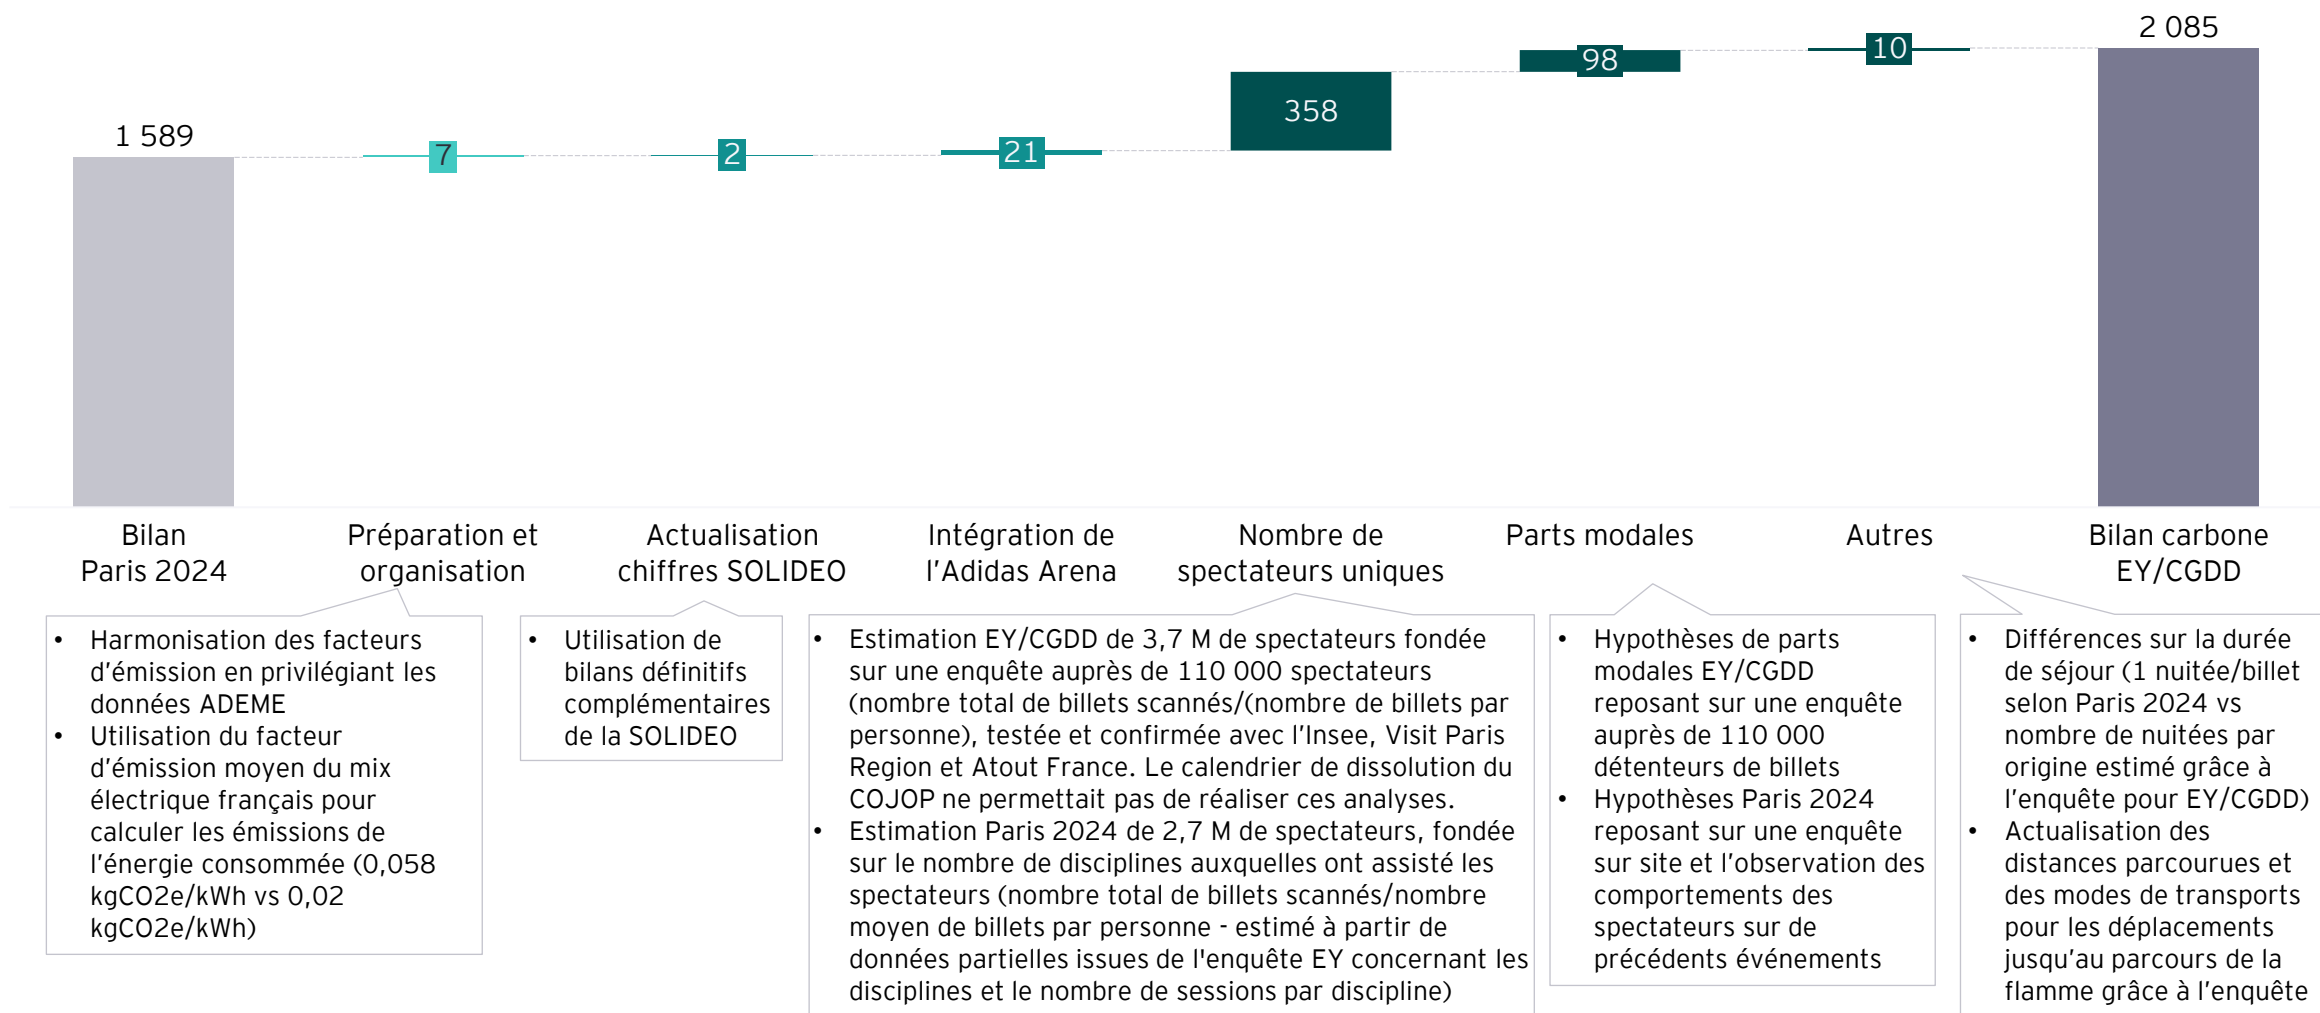 2 085
10
98
358
1 589
7
2
21
Bilan
Paris 2024
Préparation et
organisation
Actualisation
chiffres SOLIDEO
Intégration de
l'Adidas Arena
Nombre de
spectateurs uniques
Parts modales
Autres
Bilan carbone
EY/CGDD
• Harmonisation des facteurs
d'émission en privilégiant les
données ADEME
• Utilisation du facteur
d'émission moyen du mix
électrique français pour
calculer les émissions de
l'énergie consommée (0,058
kgCO2e/kWh vs 0,02
kgCO2e/kWh)
• Utilisation de
bilans définitifs
complémentaires
de la SOLIDEO
• Estimation EY/CGDD de 3,7 M de spectateurs fondée
sur une enquête auprès de 110 000 spectateurs
(nombre total de billets scannés/(nombre de billets par
personne), testée et confirmée avec l'Insee, Visit Paris
Region et Atout France. Le calendrier de dissolution du
COJOP ne permettait pas de réaliser ces analyses.
• Estimation Paris 2024 de 2,7 M de spectateurs, fondée
sur le nombre de disciplines auxquelles ont assisté les
spectateurs (nombre total de billets scannés/nombre
moyen de billets par personne - estimé à partir de
données partielles issues de l'enquête EY concernant les
disciplines et le nombre de sessions par discipline)
• Hypothèses de parts
modales EY/CGDD
reposant sur une enquête
auprès de 110 000
détenteurs de billets
• Hypothèses Paris 2024
reposant sur une enquête
sur site et l'observation des
comportements des
spectateurs sur de
précédents événements
• Différences sur la durée
de séjour (1 nuitée/billet
selon Paris 2024 vs
nombre de nuitées par
origine estimé grâce à
l'enquête pour EY/CGDD)
• Actualisation des
distances parcourues et
des modes de transports
pour les déplacements
jusqu'au parcours de la
flamme grâce à l'enquête